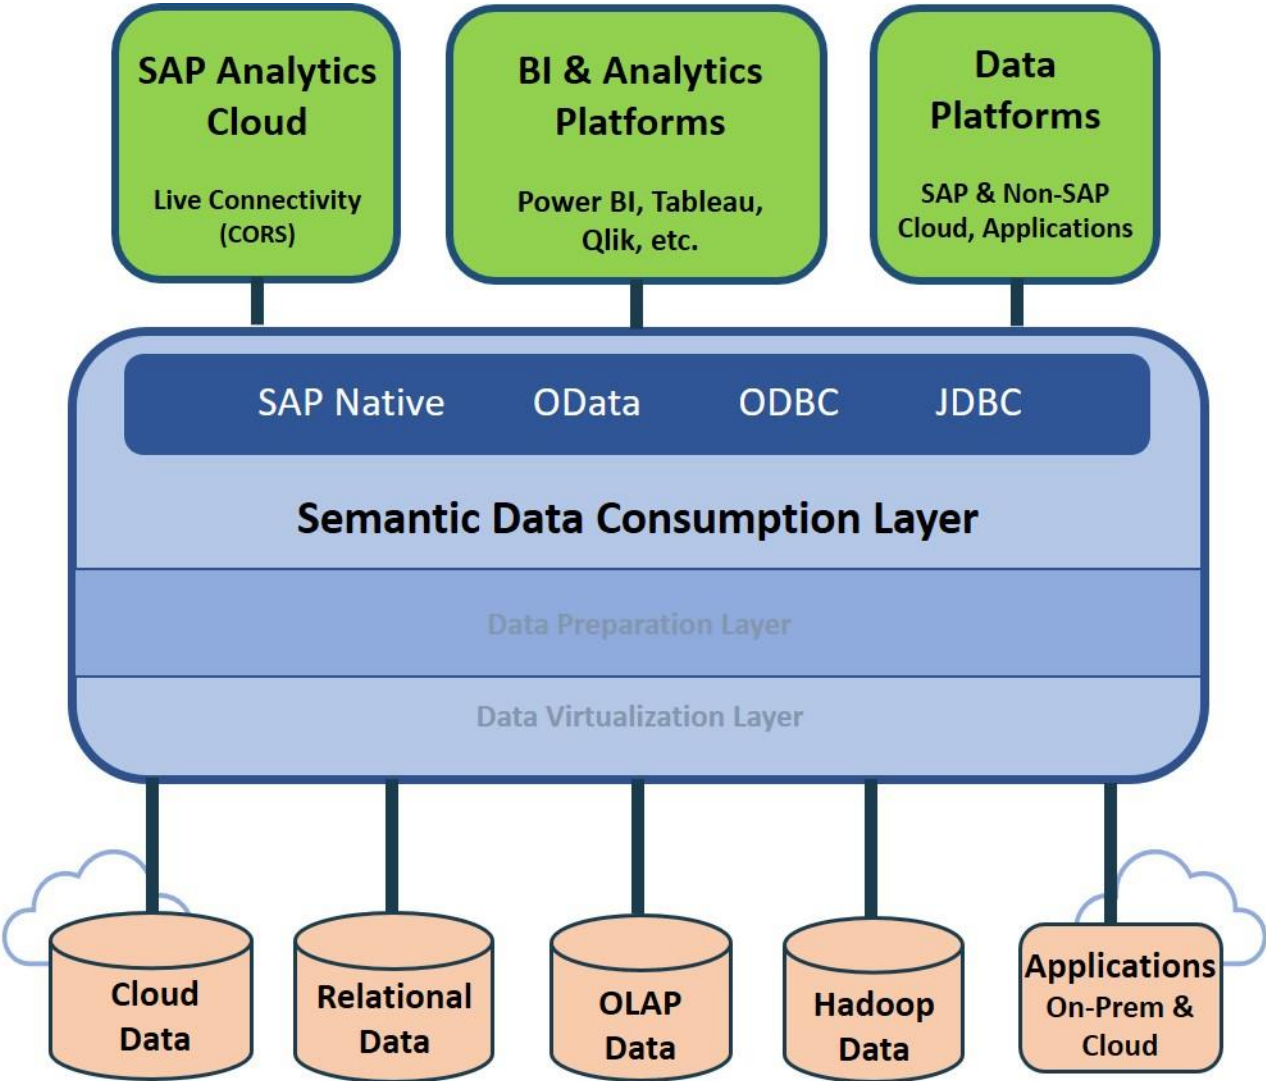 SAP Analytics
Cloud
Live Connectivity
(CORS)
BI & Analytics
Platforms
Power BI, Tableau,
Qlik, etc.
Data
Platforms
SAP & Non-SAP
Cloud, Applications
SAP Native
OData
ODBC
JDBC
Semantic Data Consumption Layer
Data Preparation Layer
Data Virtualization Layer
Cloud
Data
Relational
Data
OLAP
Data
Hadoop
Data
Applications
On-Prem &
Cloud